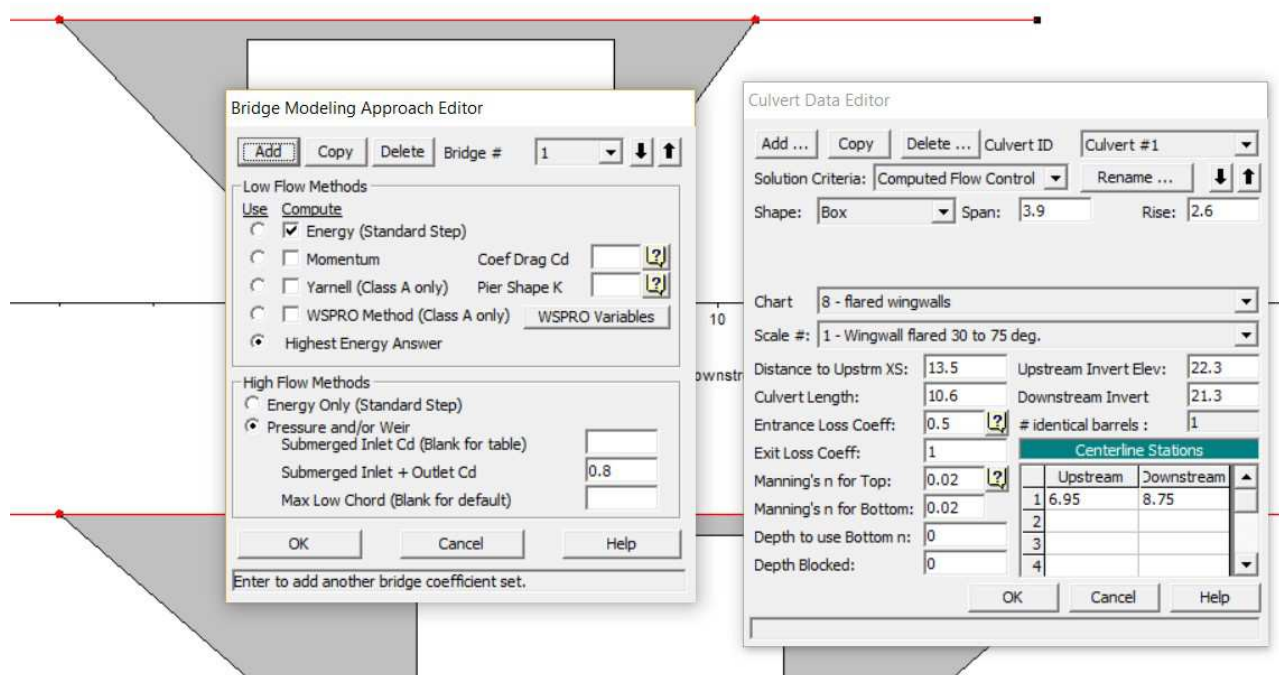 Bridge Modeling Approach Editor
Add Copy Delete Bridge # 1
Low Flow Methods
Use Compute
Energy (Standard Step)
Momentum Coef Drag Cd ?
Yarnell (Class A only) Pier Shape K ?
WSPRO Method (Class A only) WSPRO Variables
Highest Energy Answer
High Flow Methods
Energy Only (Standard Step)
Pressure and/or Weir
Submerged Inlet Cd (Blank for table)
Submerged Inlet + Outlet Cd 0.8
Max Low Chord (Blank for default)
OK Cancel Help
Enter to add another bridge coefficient set.
10
ownstr
Culvert Data Editor
Add ... Copy Delete ... Culvert ID Culvert #1
Solution Criteria: Computed Flow Control Rename ...
Shape: Box Span: 3.9 Rise: 2.6
Chart 8 - flared wingwalls
Scale #: 1 - Wingwall flared 30 to 75 deg.
Distance to Upstrm XS: 13.5 Upstream Invert Elev: 22.3
Culvert Length: 10.6 Downstream Invert 21.3
Entrance Loss Coeff: 0.5 ? # identical barrels : 1
Exit Loss Coeff: 1 Centerline Stations
Manning's n for Top: 0.02 ? Upstream Downstream
Manning's n for Bottom: 0.02 1 6.95 8.75
Depth to use Bottom n: 0 2
3
Depth Blocked: 0 4
OK Cancel Help